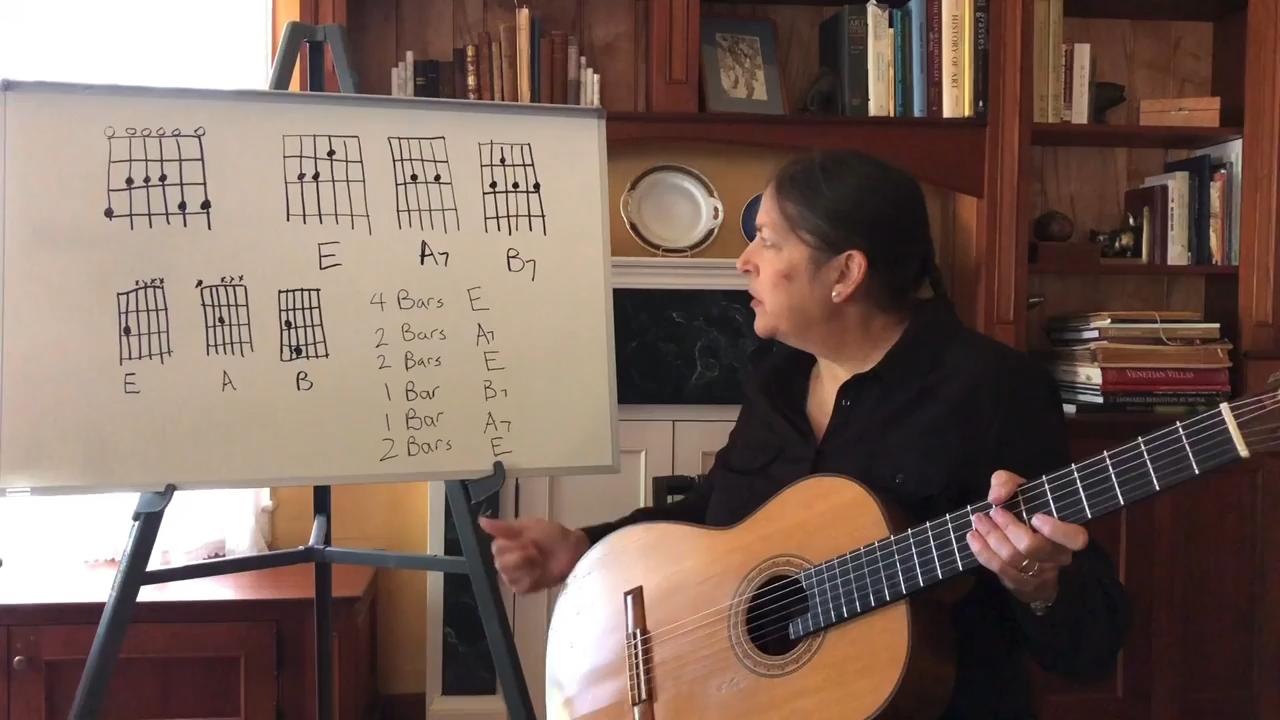 E A7 B7
E A B
4 Bars E
2 Bars A7
2 Bars E
1 Bar B7
1 Bar A7
2 Bars E
HISTORY OF ART
VENETIAN VILLAS